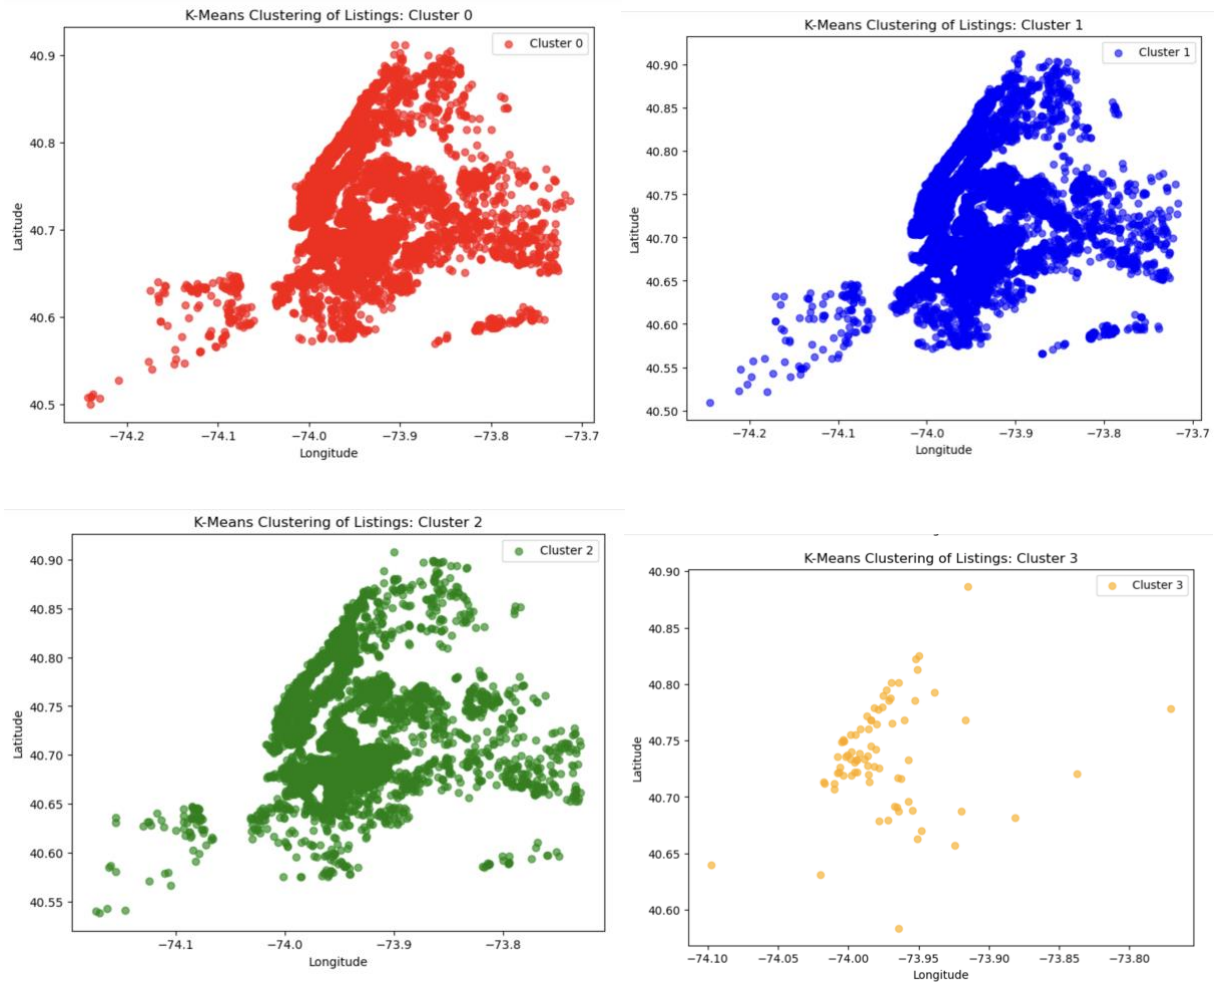 K-Means Clustering of Listings: Cluster 0
Cluster 0
40.9
40.8
40.7
40.6
40.5
Latitude
−74.2 −74.1 −74.0 −73.9 −73.8 −73.7
Longitude
K-Means Clustering of Listings: Cluster 1
Cluster 1
40.90
40.85
40.80
40.75
40.70
40.65
40.60
40.55
40.50
Latitude
−74.2 −74.1 −74.0 −73.9 −73.8 −73.7
Longitude
K-Means Clustering of Listings: Cluster 2
Cluster 2
40.90
40.85
40.80
40.75
40.70
40.65
40.60
40.55
Latitude
−74.1 −74.0 −73.9 −73.8
Longitude
K-Means Clustering of Listings: Cluster 3
Cluster 3
40.90
40.85
40.80
40.75
40.70
40.65
40.60
Latitude
−74.10 −74.05 −74.00 −73.95 −73.90 −73.85 −73.80
Longitude